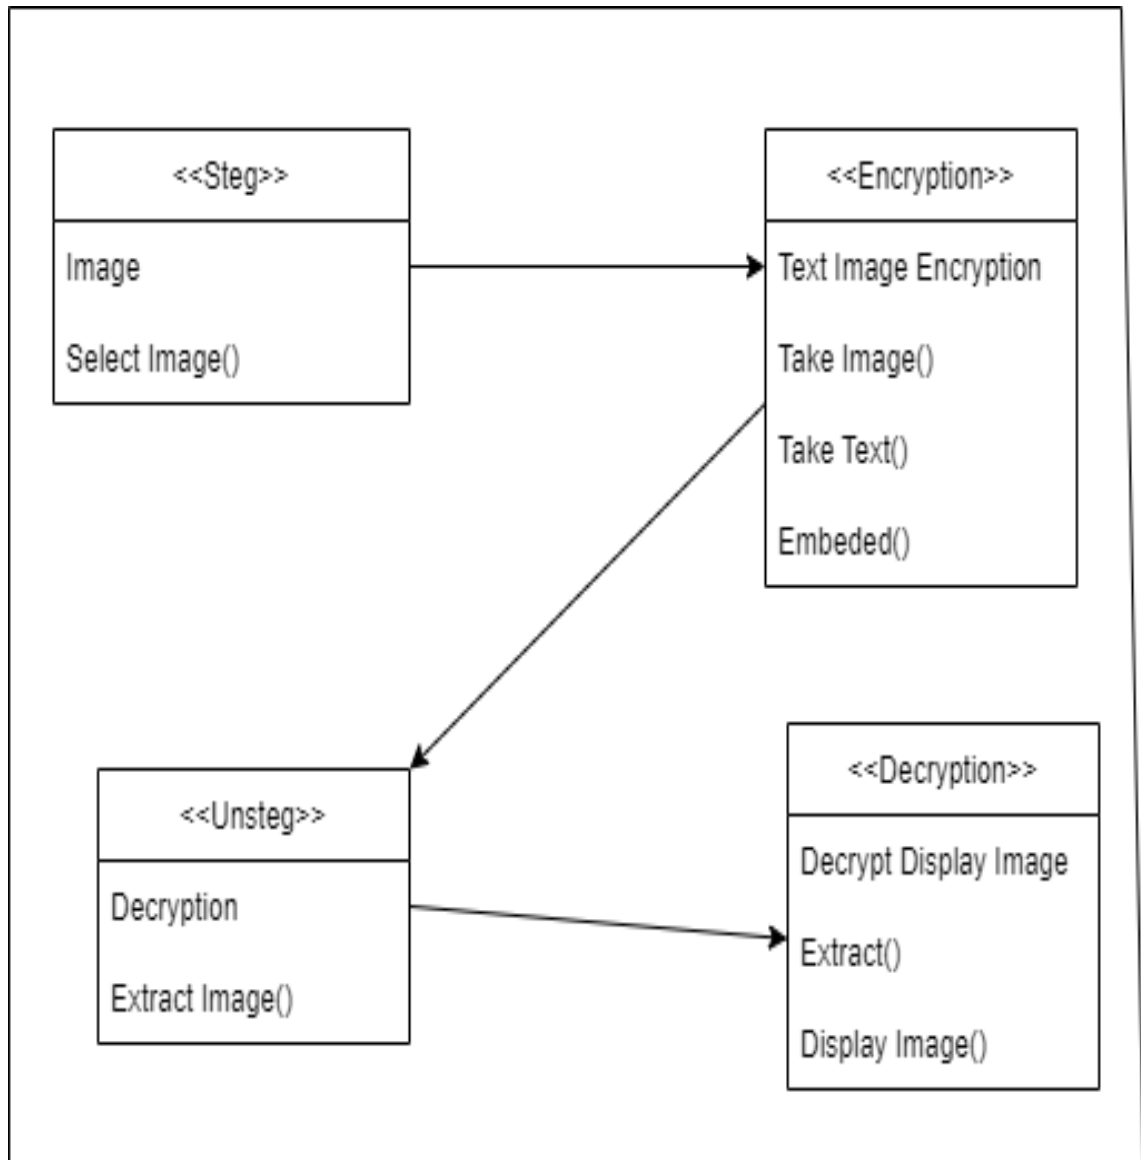 <<Steg>>
Image
Select Image()
<<Encryption>>
Text Image Encryption
Take Image()
Take Text()
Embeded()
<<Unsteg>>
Decryption
Extract Image()
<<Decryption>>
Decrypt Display Image
Extract()
Display Image()